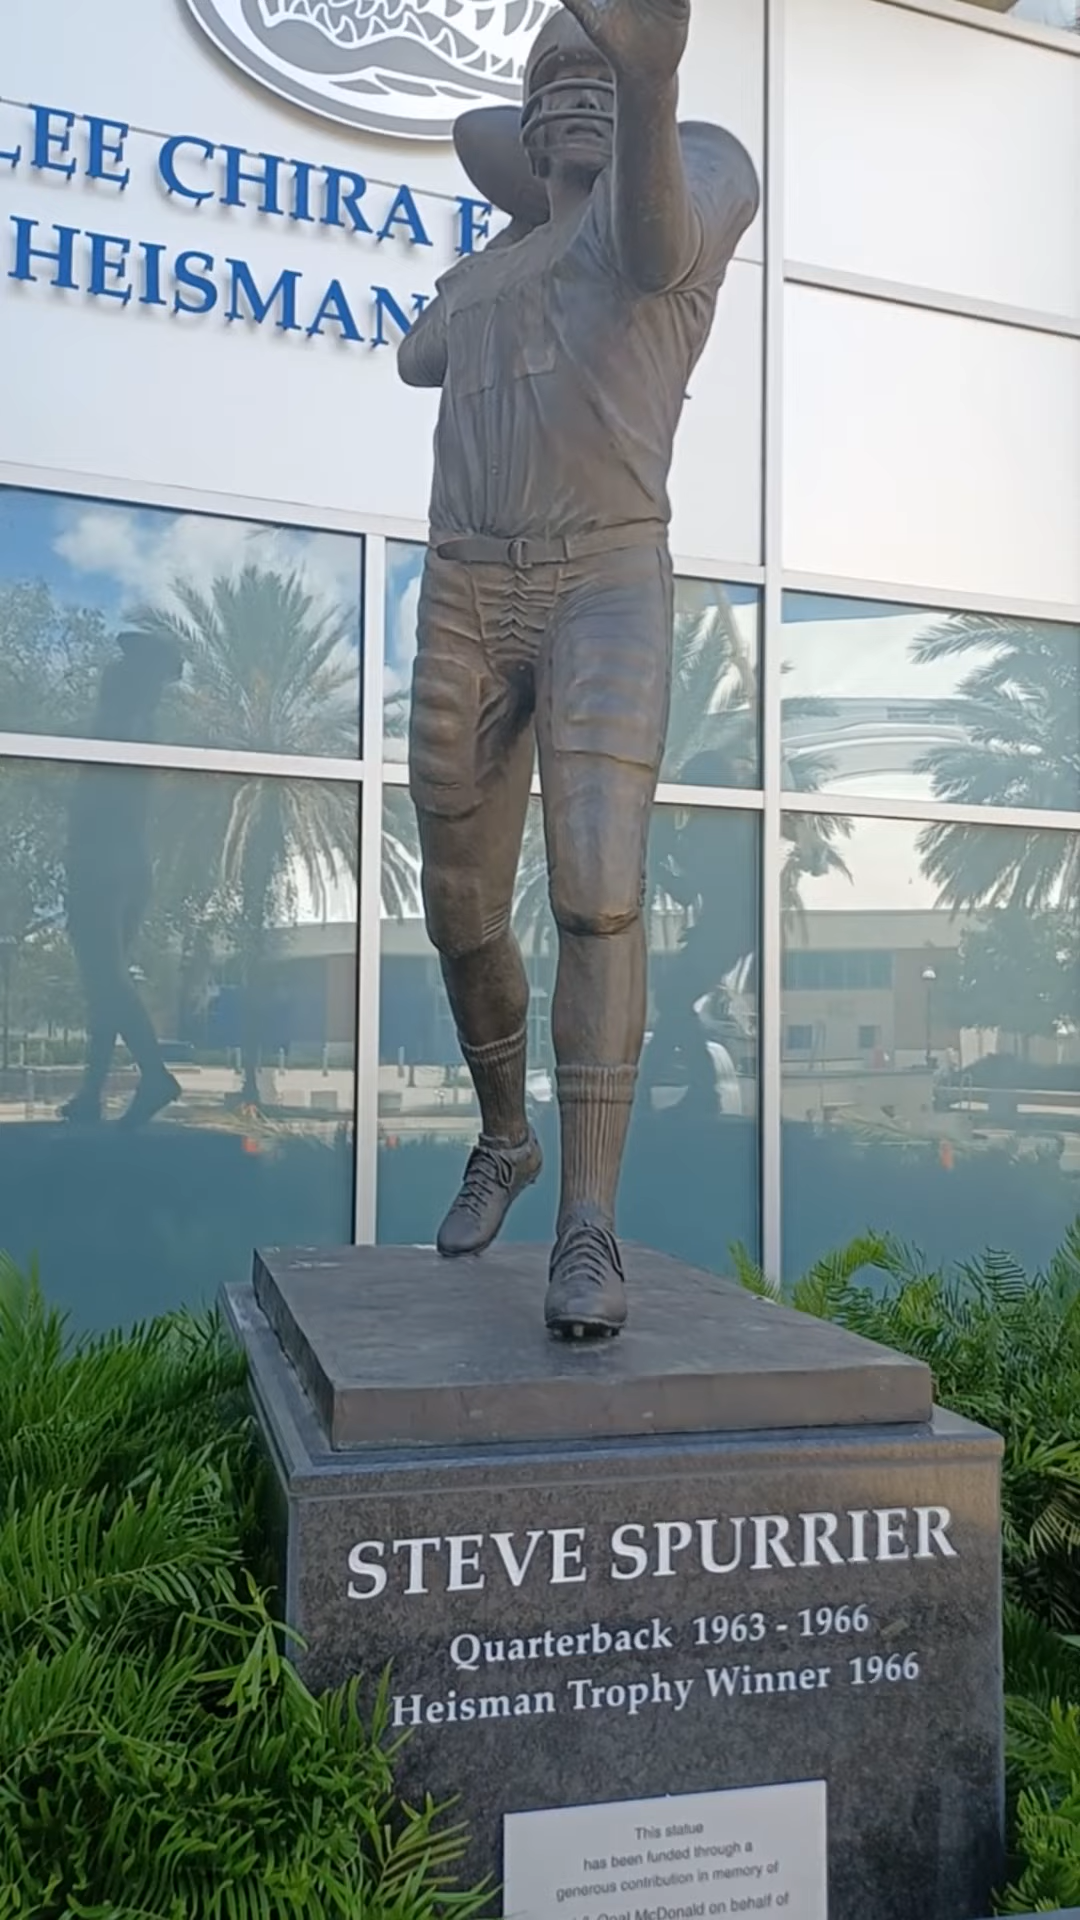 LEE CHIRA
HEISMAN
STEVE SPURRIER
Quarterback 1963 - 1966
Heisman Trophy Winner 1966
This statue
has been funded through a
generous contribution in memory of
Opal McDonald on behalf of